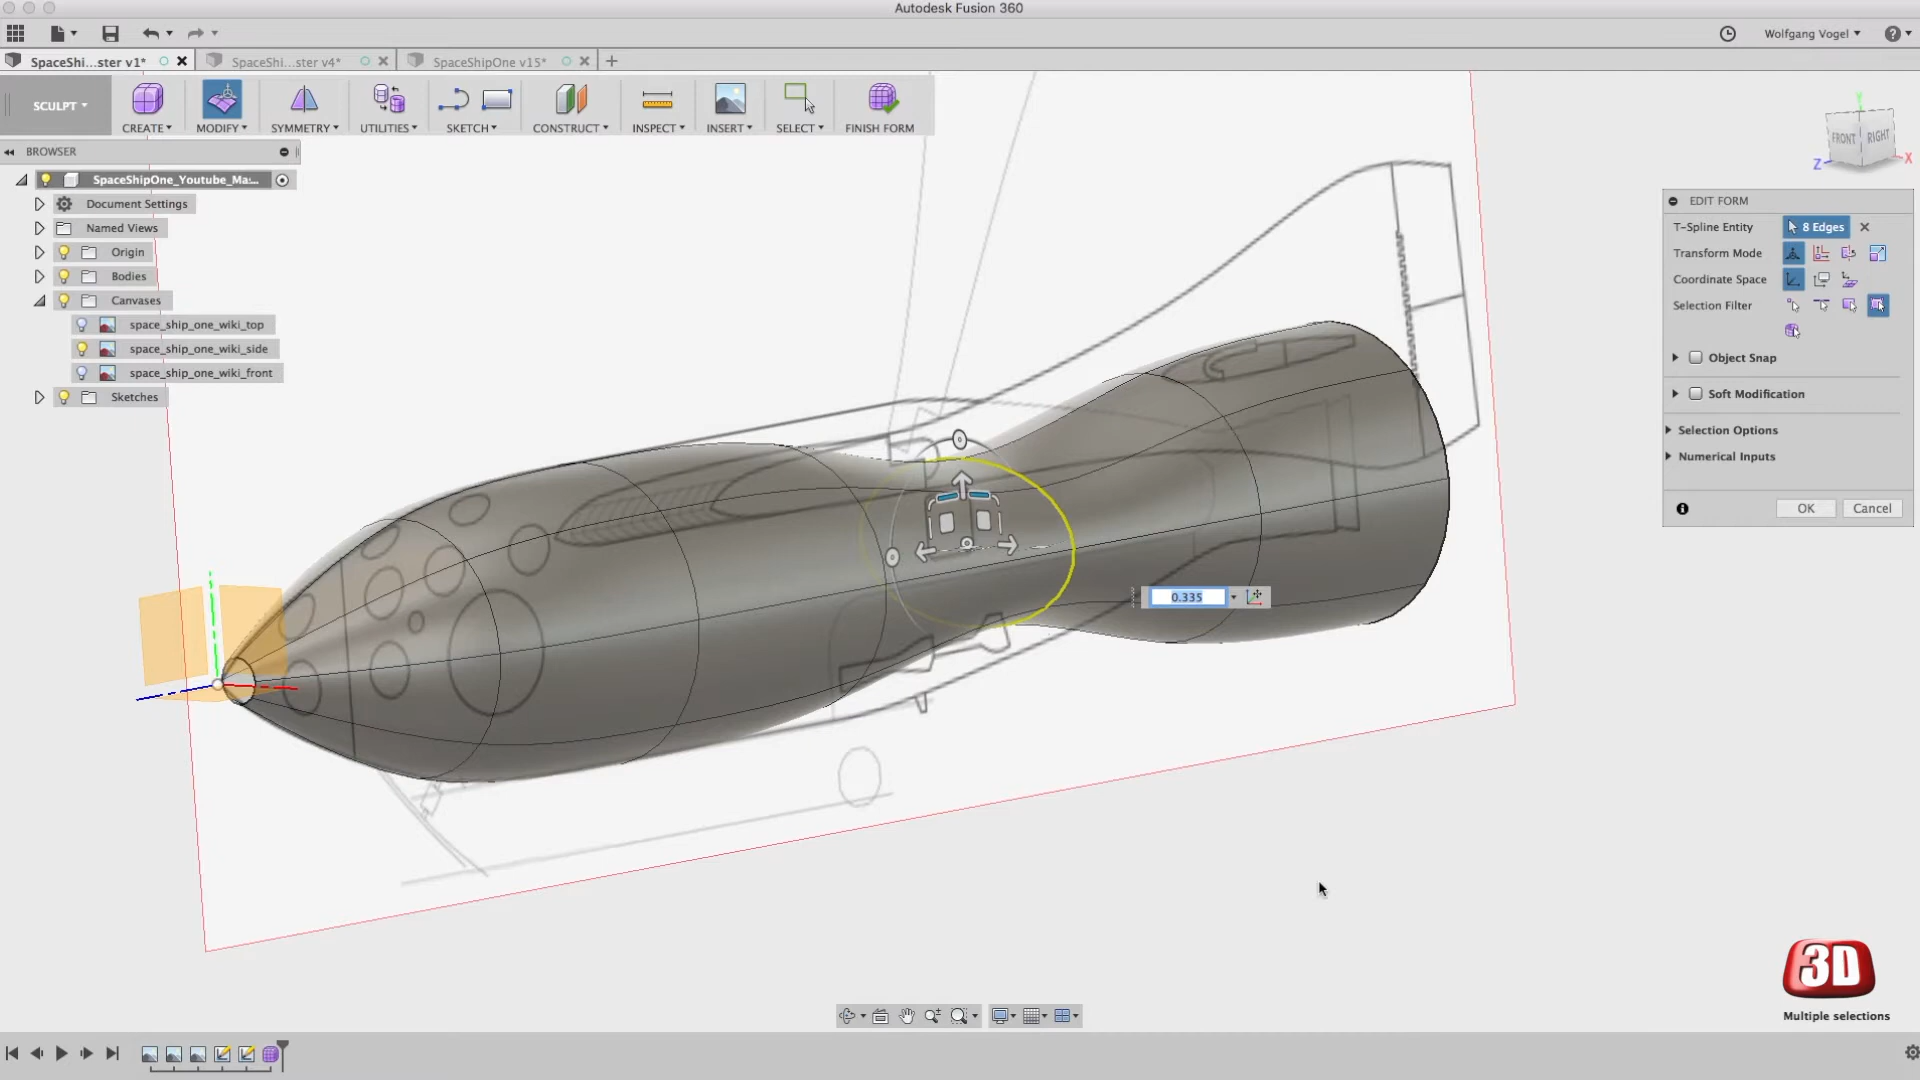 Autodesk Fusion 360
Wolfgang Vogel
SpaceShi...ster v1*
SpaceShi...ster v4*
SpaceShipOne v15*
SCULPT
CREATE
MODIFY
SYMMETRY
UTILITIES
SKETCH
CONSTRUCT
INSPECT
INSERT
SELECT
FINISH FORM
BROWSER
SpaceShipOne_Youtube_Ma...
Document Settings
Named Views
Origin
Bodies
Canvases
space_ship_one_wiki_top
space_ship_one_wiki_side
space_ship_one_wiki_front
Sketches
Y
FRONT
RIGHT
Z
X
EDIT FORM
T-Spline Entity
8 Edges
Transform Mode
Coordinate Space
Selection Filter
Object Snap
Soft Modification
Selection Options
Numerical Inputs
OK
Cancel
0.335
3D
Multiple selections